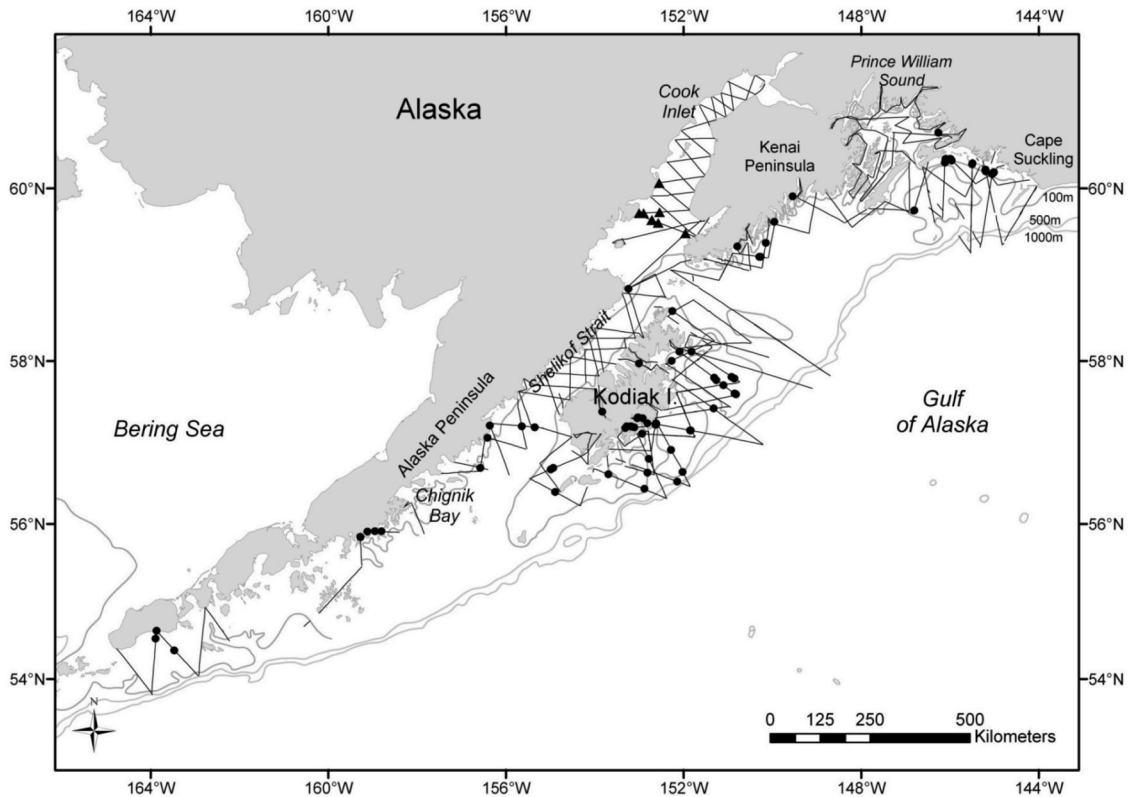 164°W 160°W 156°W 152°W 148°W 144°W
Prince William
Sound
Cook
Inlet
Alaska
Kenai
Peninsula
Cape
Suckling
60°N 60°N
100m
500m
1000m
Shelikof Strait
58°N 58°N
Kodiak I.
Alaska Peninsula
Gulf
of Alaska
Bering Sea
Chignik
Bay
56°N 56°N
54°N 54°N
N
0 125 250 500
Kilometers
164°W 160°W 156°W 152°W 148°W 144°W